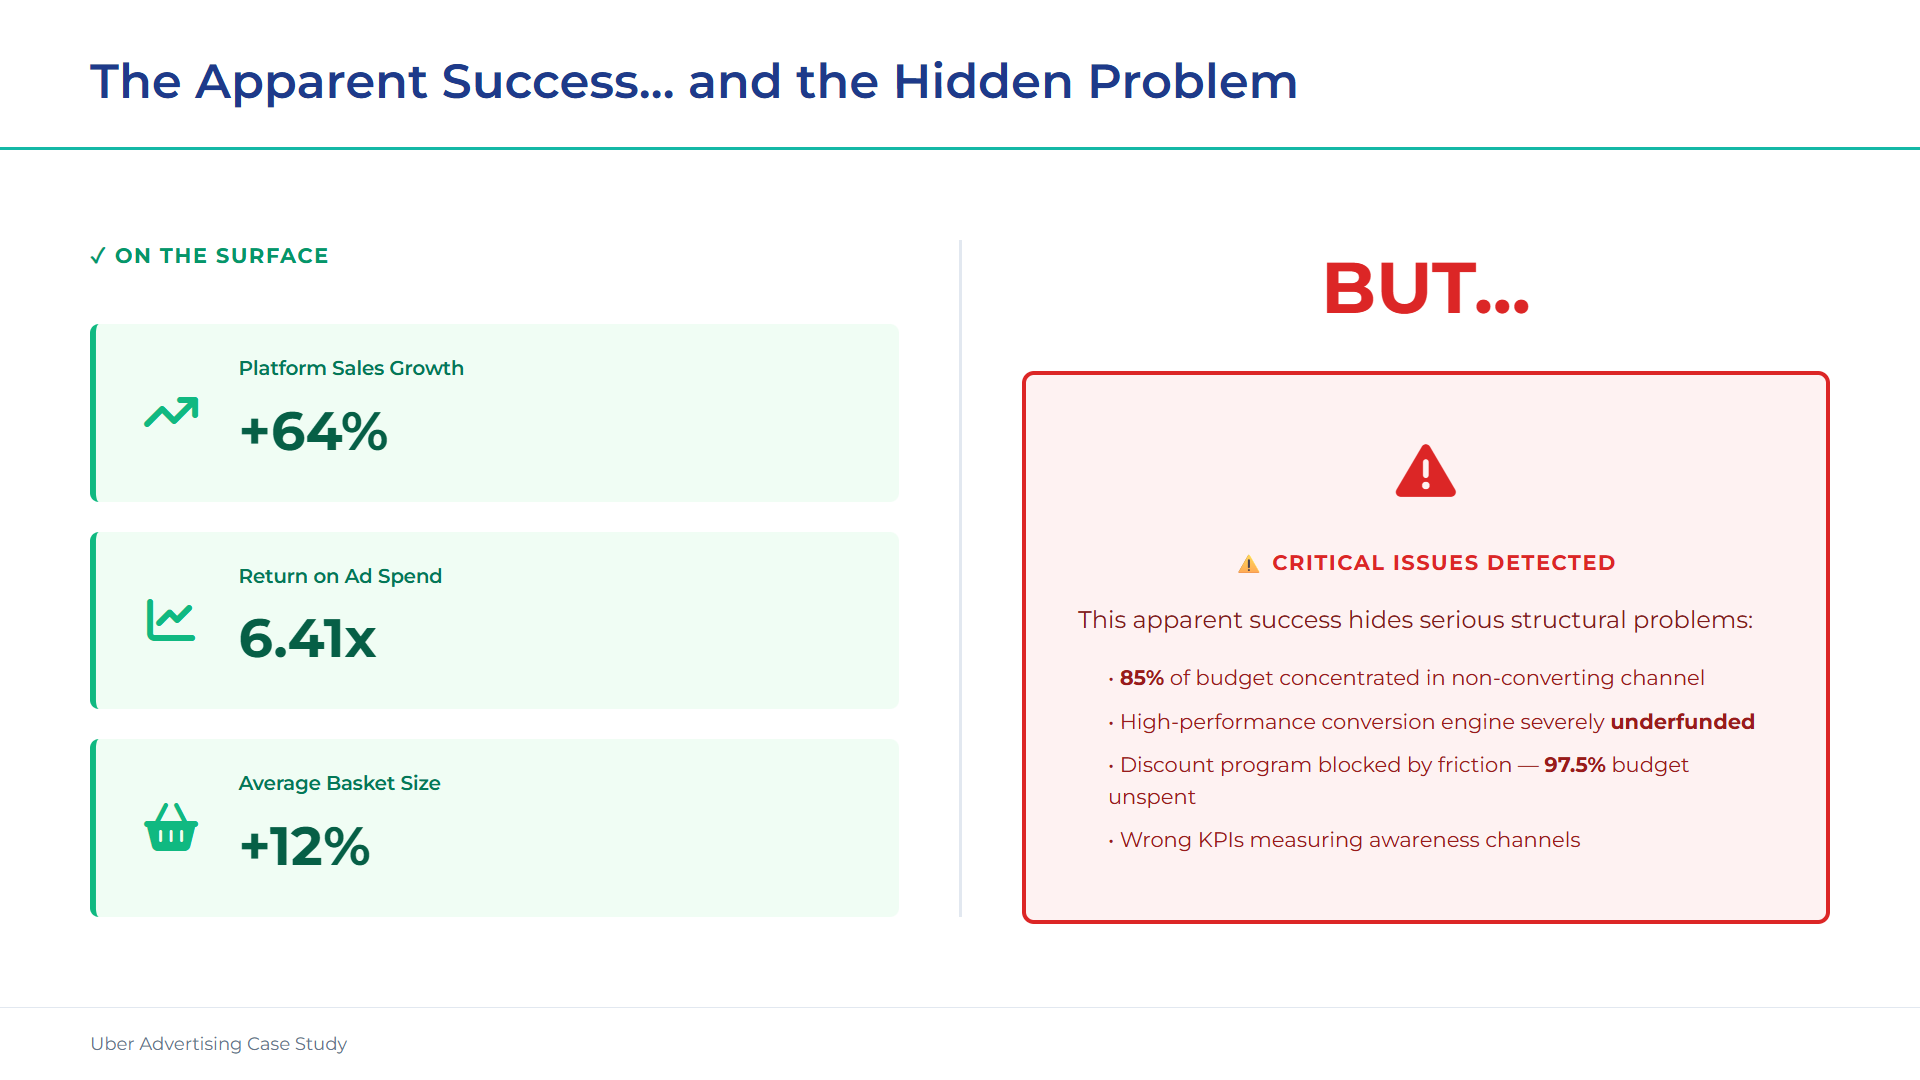 The Apparent Success... and the Hidden Problem
✓ ON THE SURFACE
Platform Sales Growth
+64%
Return on Ad Spend
6.41x
Average Basket Size
+12%
BUT...
⚠️ CRITICAL ISSUES DETECTED
This apparent success hides serious structural problems:
• 85% of budget concentrated in non-converting channel
• High-performance conversion engine severely underfunded
• Discount program blocked by friction — 97.5% budget
unspent
• Wrong KPIs measuring awareness channels
Uber Advertising Case Study